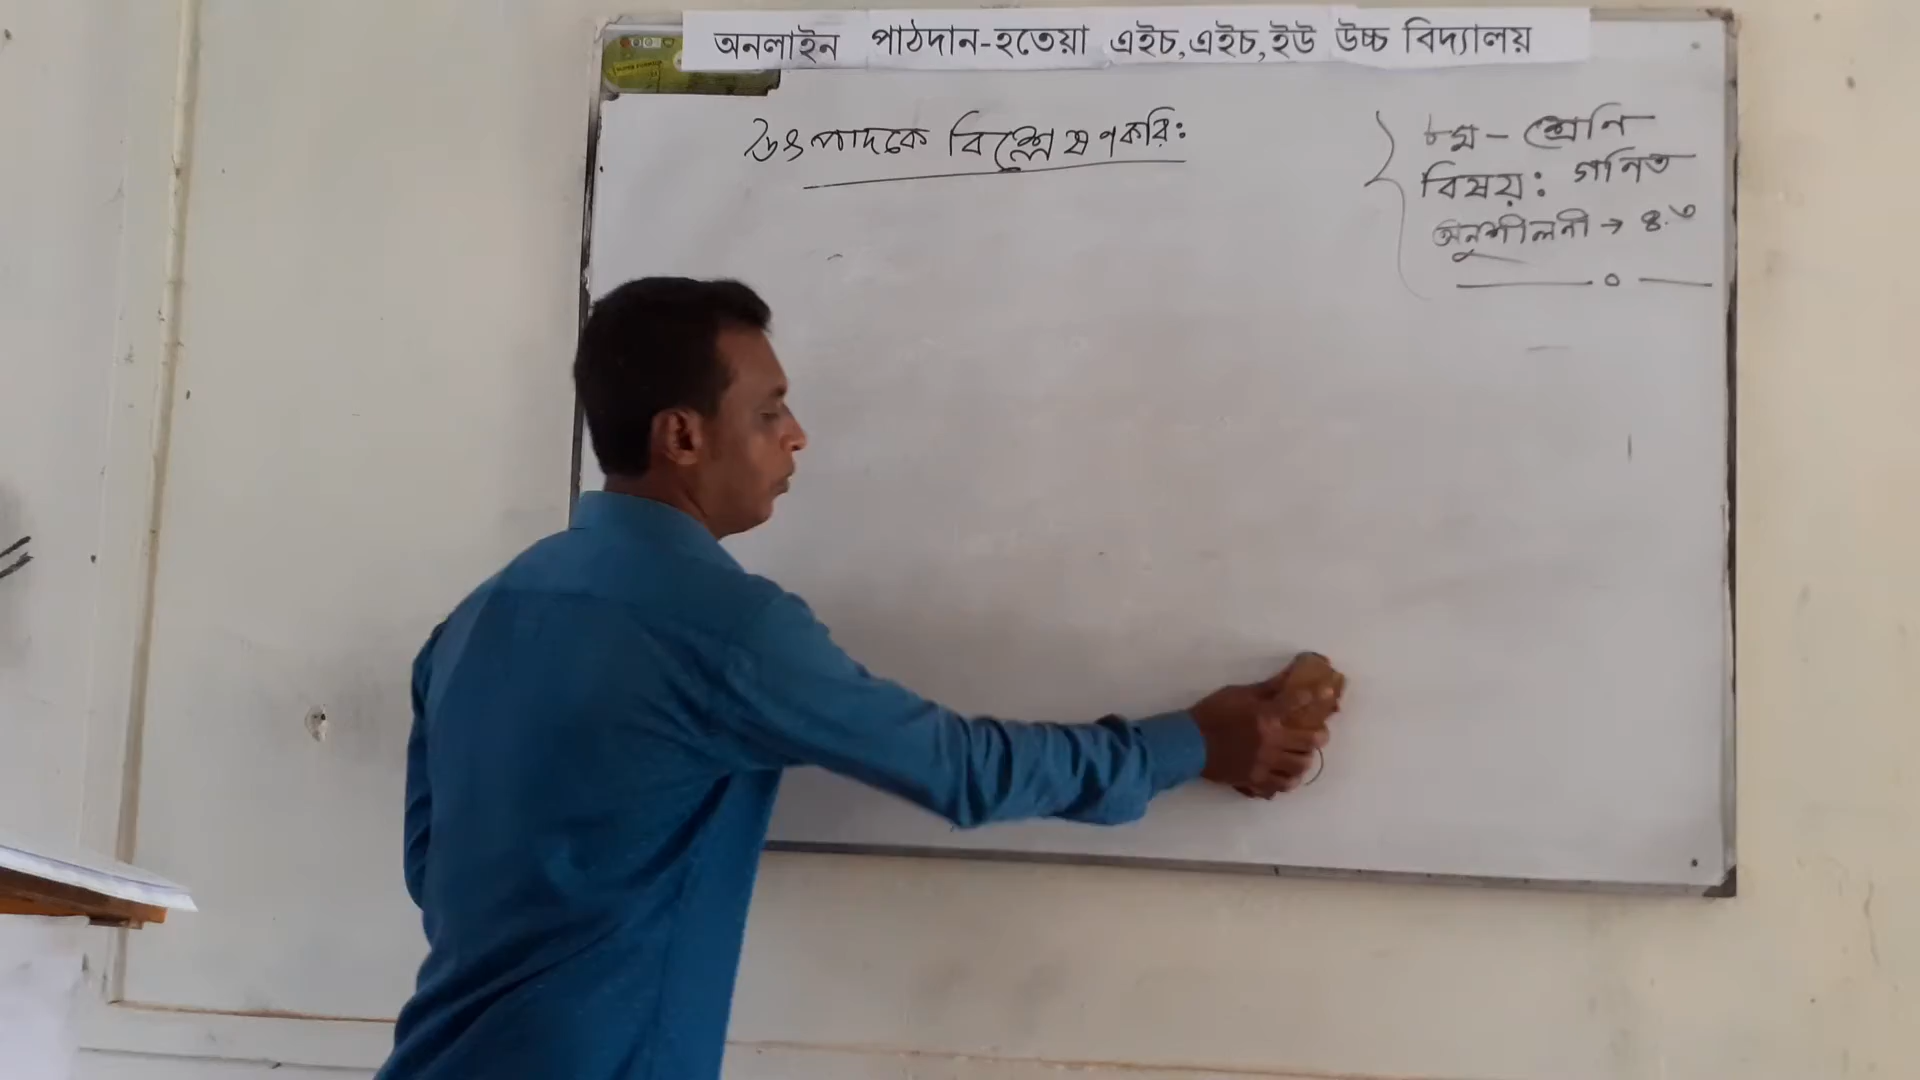 অনলাইন পাঠদান-হতেয়া এইচ,এইচ,ইউ উচ্চ বিদ্যালয়
উৎপাদকে বিশ্লেষণ করি:
৮ম - শ্রেনি
বিষয়: গনিত
অনুশীলনী → ৪.৩